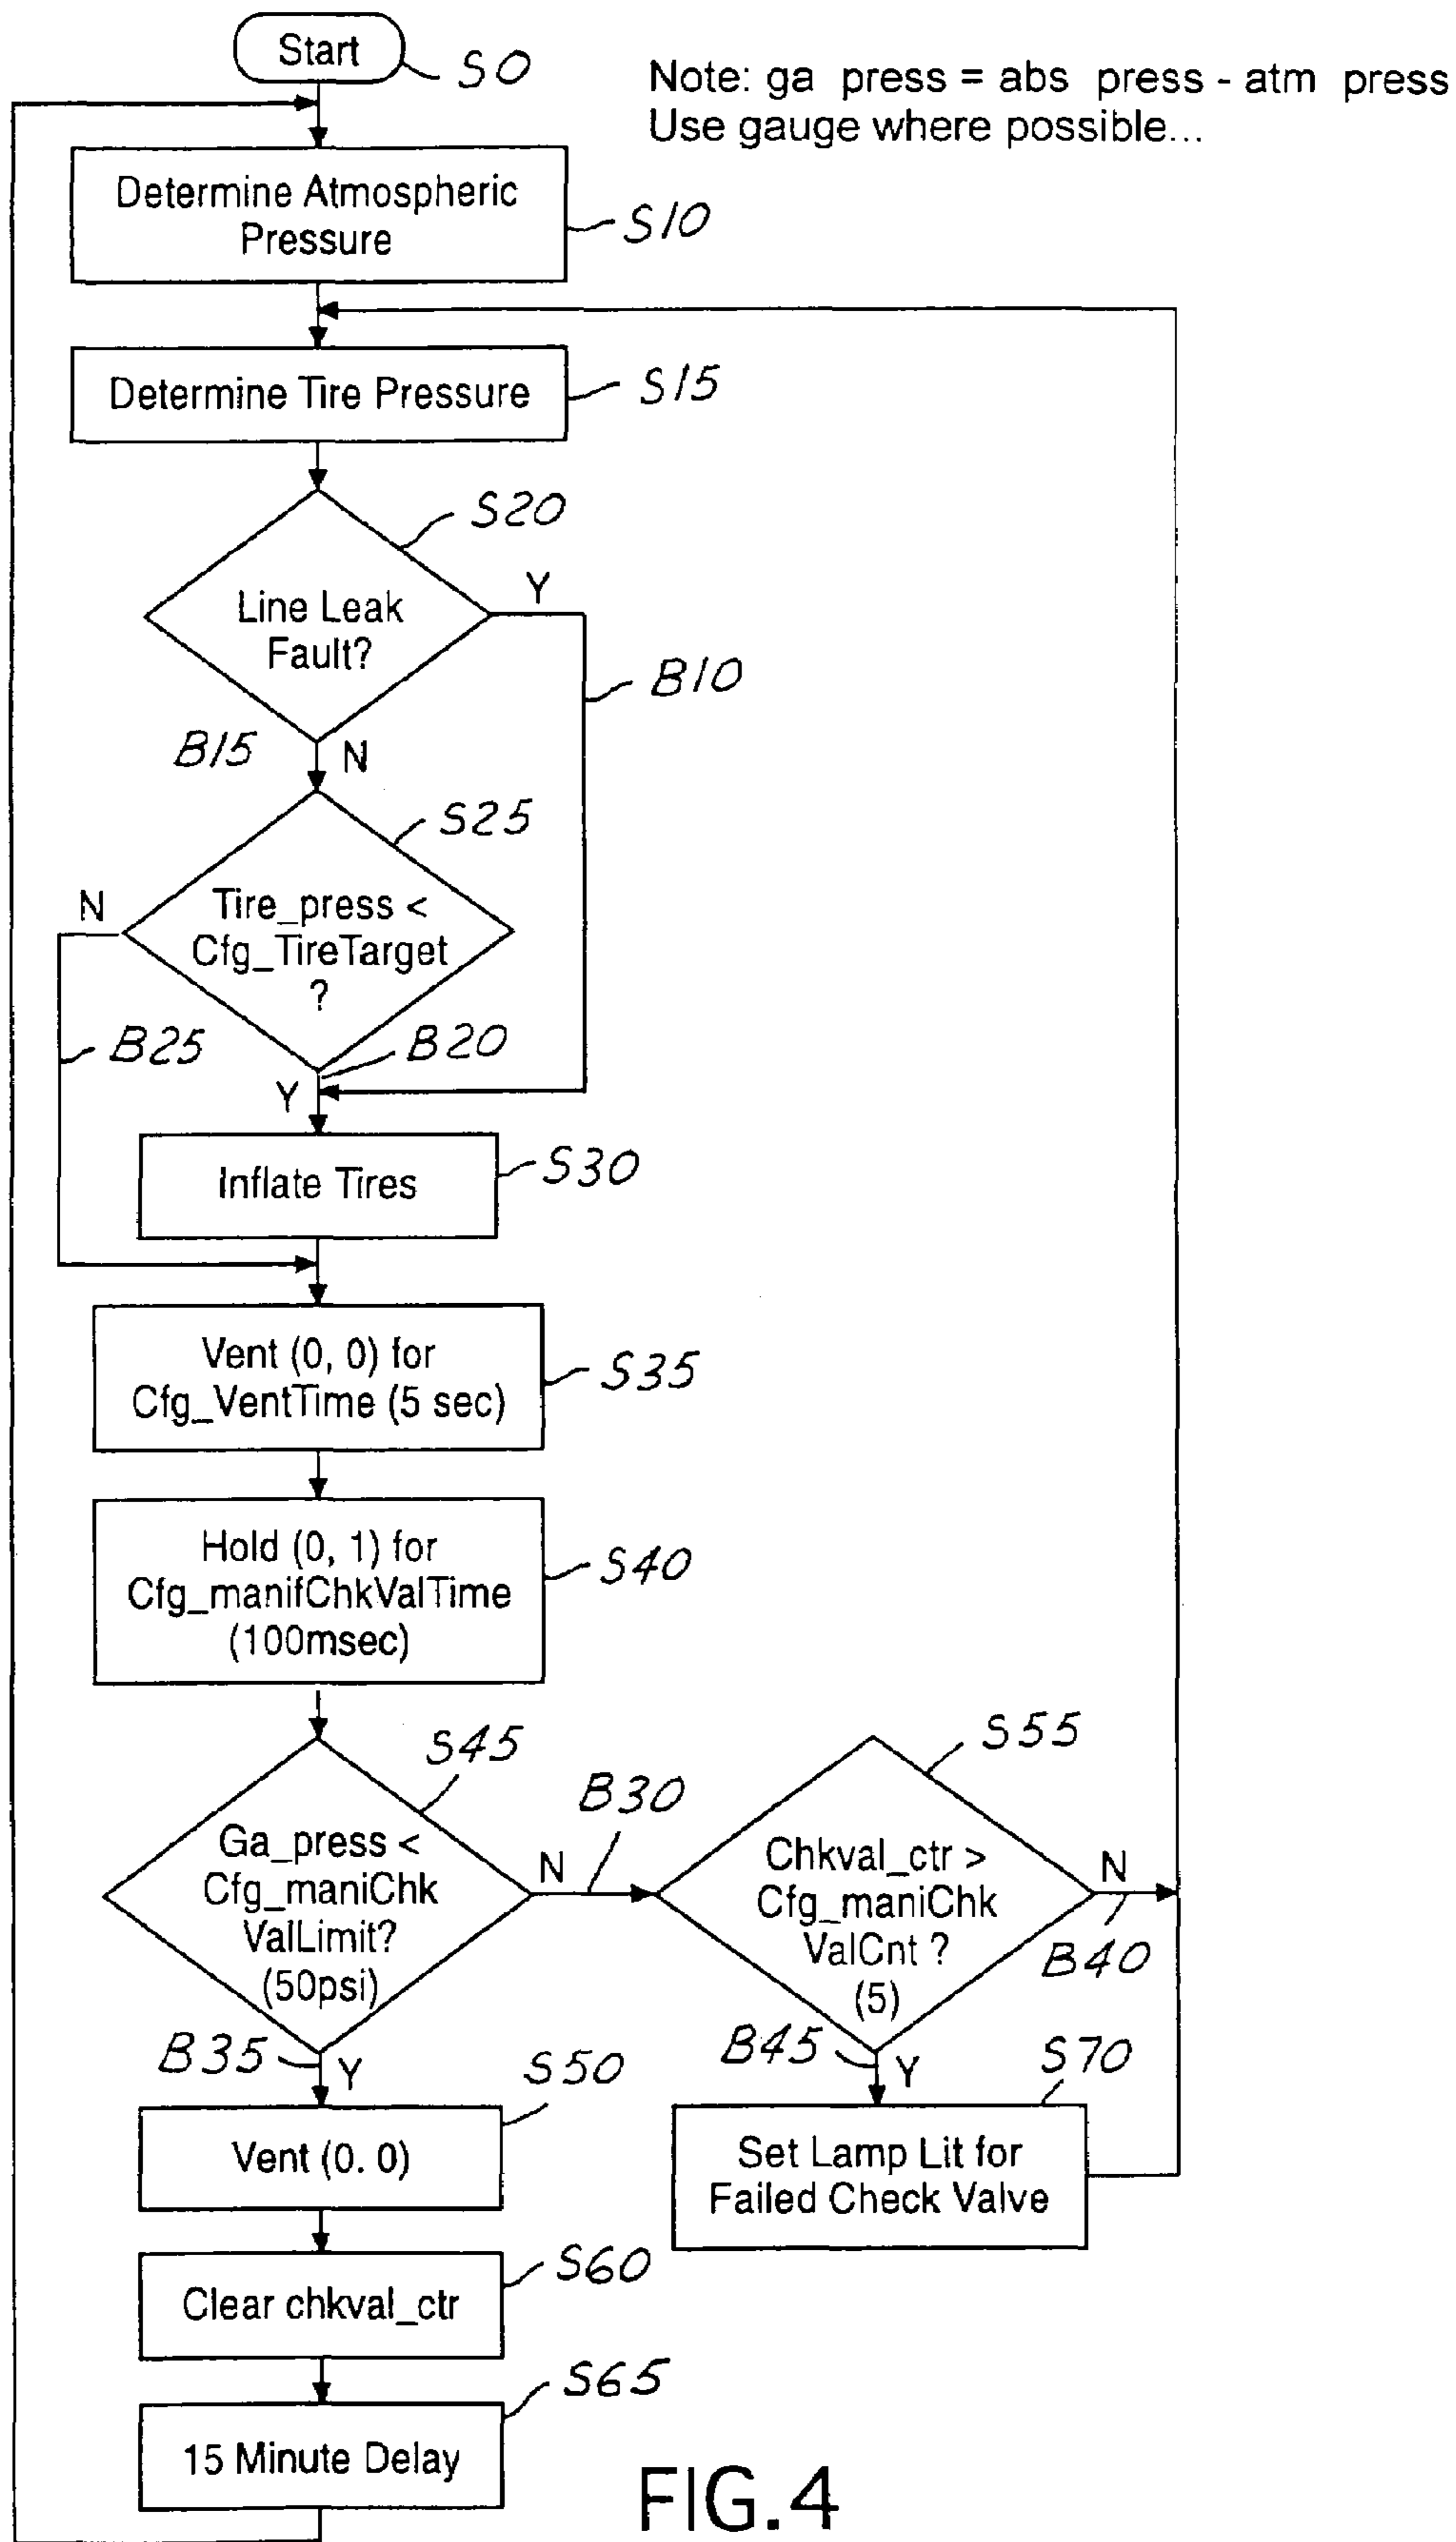 Start
S0
Note: ga press = abs press - atm press
Use gauge where possible...
Determine Atmospheric
Pressure
S10
Determine Tire Pressure
S15
S20
Line Leak
Fault?
Y
B10
B15
N
S25
Tire_press <
Cfg_TireTarget
?
N
B25
B20
Y
Inflate Tires
S30
Vent (0, 0) for
Cfg_VentTime (5 sec)
S35
Hold (0, 1) for
Cfg_manifChkValTime
(100msec)
S40
S45
Ga_press <
Cfg_maniChk
ValLimit?
(50psi)
N
B30
S55
Chkval_ctr >
Cfg_maniChk
ValCnt ?
(5)
N
B40
B35
Y
B45
Y
S50
Vent (0. 0)
S70
Set Lamp Lit for
Failed Check Valve
Clear chkval_ctr
S60
15 Minute Delay
S65
FIG.4